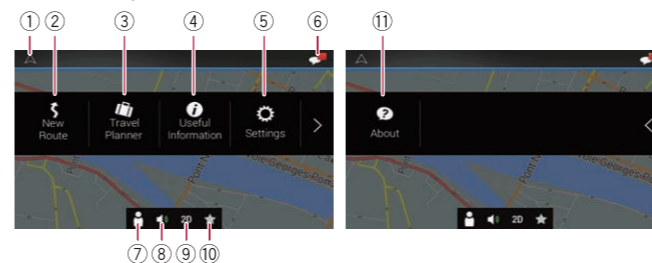 ① ② ③ ④ ⑤ ⑥ ⑪
New Route
Travel Planner
Useful Information
Settings
About
2D
2D
⑦ ⑧ ⑨ ⑩